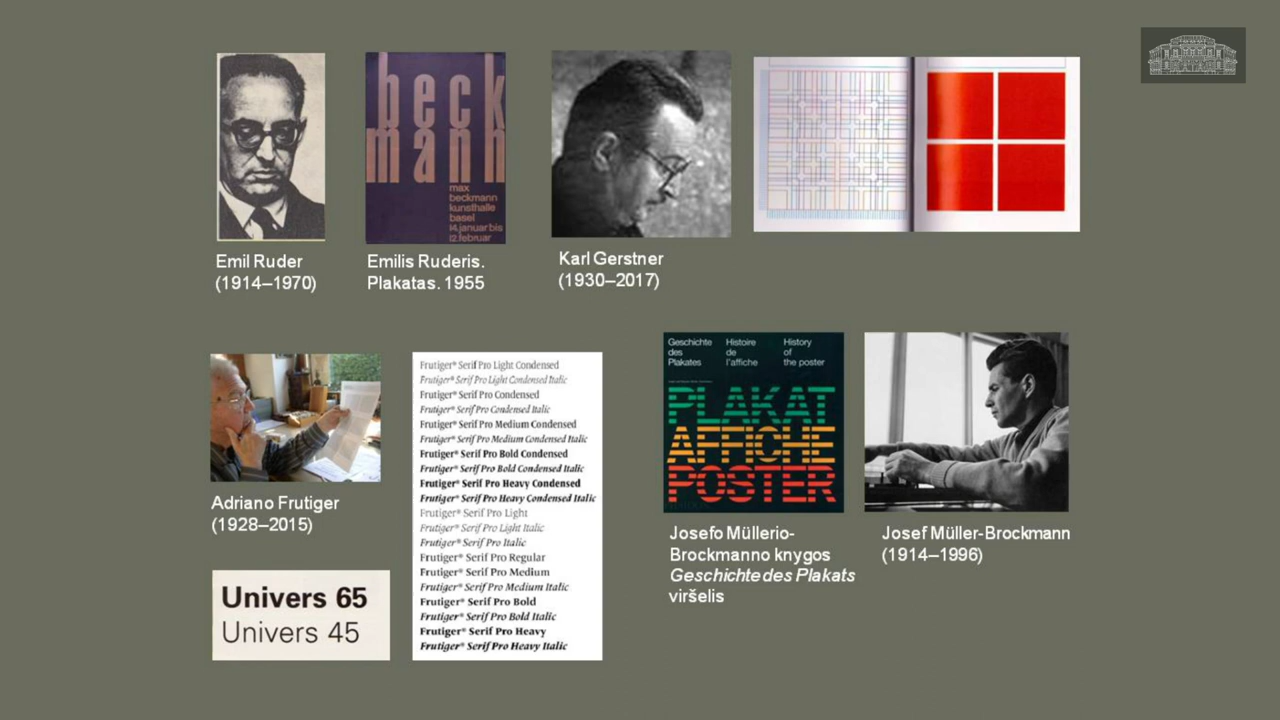 beck
mann
max
beckmann
kunsthalle
basel
14.januar bis
12.februar
Emil Ruder
(1914–1970)
Emilis Ruderis.
Plakatas. 1955
Karl Gerstner
(1930–2017)
Adriano Frutiger
(1928–2015)
Univers 65
Univers 45
Frutiger® Serif Pro Light Condensed
Frutiger® Serif Pro Light Condensed Italic
Frutiger® Serif Pro Condensed
Frutiger® Serif Pro Condensed Italic
Frutiger® Serif Pro Medium Condensed
Frutiger® Serif Pro Medium Condensed Italic
Frutiger® Serif Pro Bold Condensed
Frutiger® Serif Pro Bold Condensed Italic
Frutiger® Serif Pro Heavy Condensed
Frutiger® Serif Pro Heavy Condensed Italic
Frutiger® Serif Pro Light
Frutiger® Serif Pro Light Italic
Frutiger® Serif Pro Italic
Frutiger® Serif Pro Regular
Frutiger® Serif Pro Medium
Frutiger® Serif Pro Medium Italic
Frutiger® Serif Pro Bold
Frutiger® Serif Pro Bold Italic
Frutiger® Serif Pro Heavy
Frutiger® Serif Pro Heavy Italic
Geschichte des Plakates
Histoire de l'affiche
History of the poster
PLAKAT
AFFICHE
POSTER
Josefo Müllerio-
Brockmanno knygos
Geschichte des Plakats
viršelis
Josef Müller-Brockmann
(1914–1996)